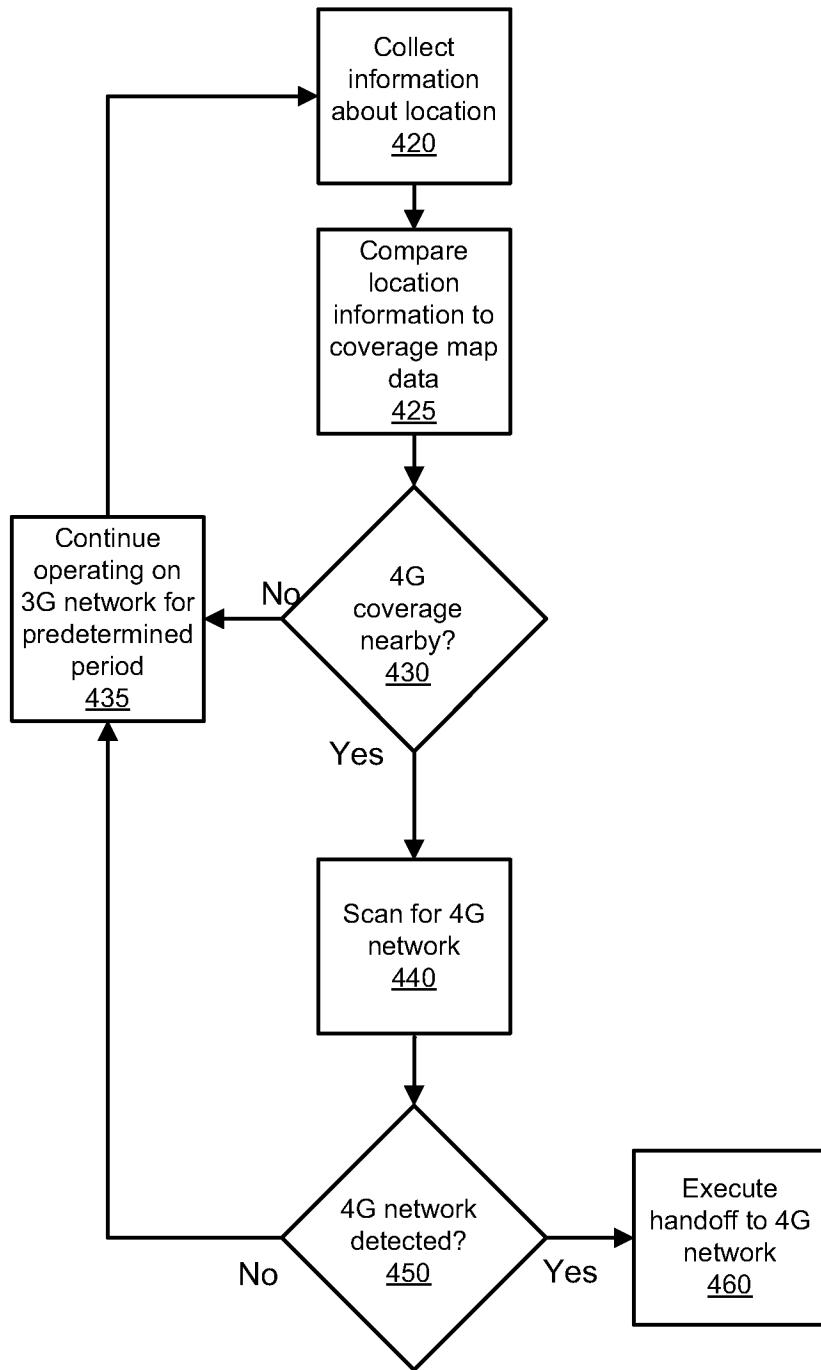 Collect
information
about location
420
Compare
location
information to
coverage map
data
425
Continue
operating on
3G network for
predetermined
period
435
No
4G
coverage
nearby?
430
Yes
Scan for 4G
network
440
4G network
detected?
450
No
Yes
Execute
handoff to 4G
network
460